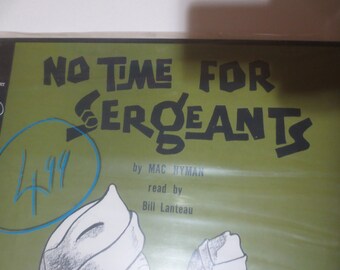 NO TIME FOR
SERGEANTS
by MAC HYMAN
read by
Bill Lanteau
4.99